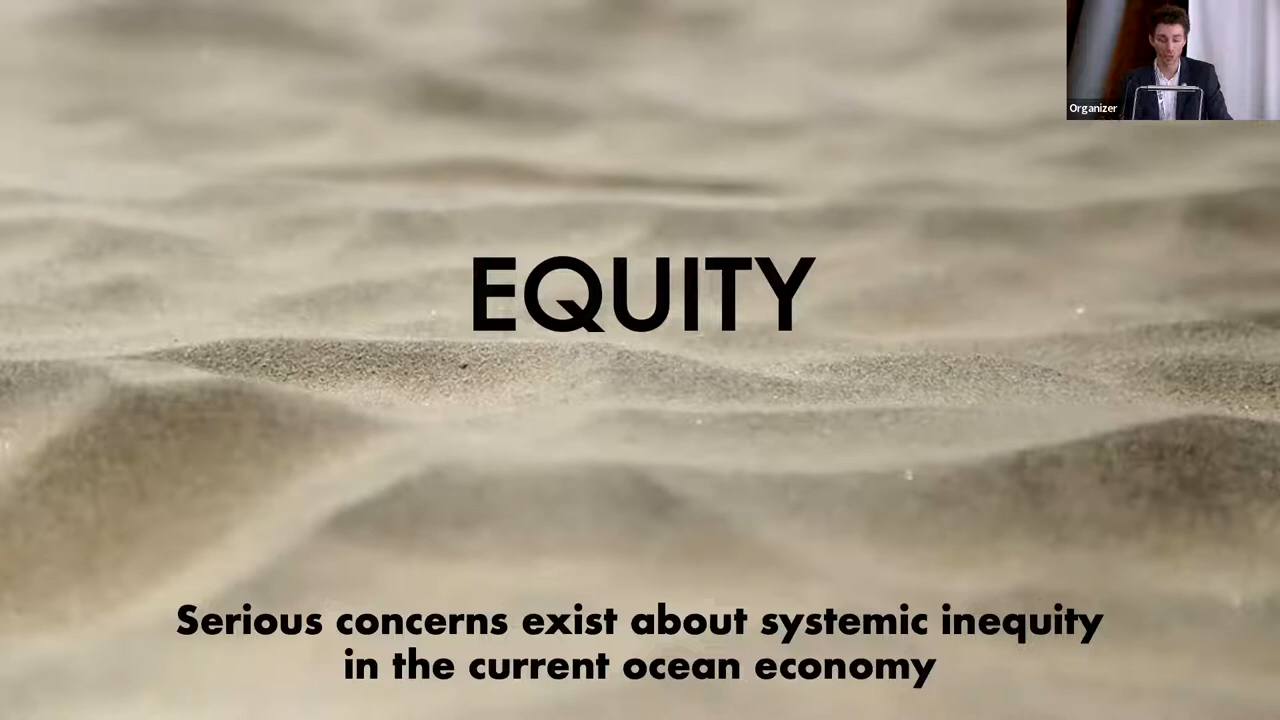 Organizer
EQUITY
Serious concerns exist about systemic inequity
in the current ocean economy